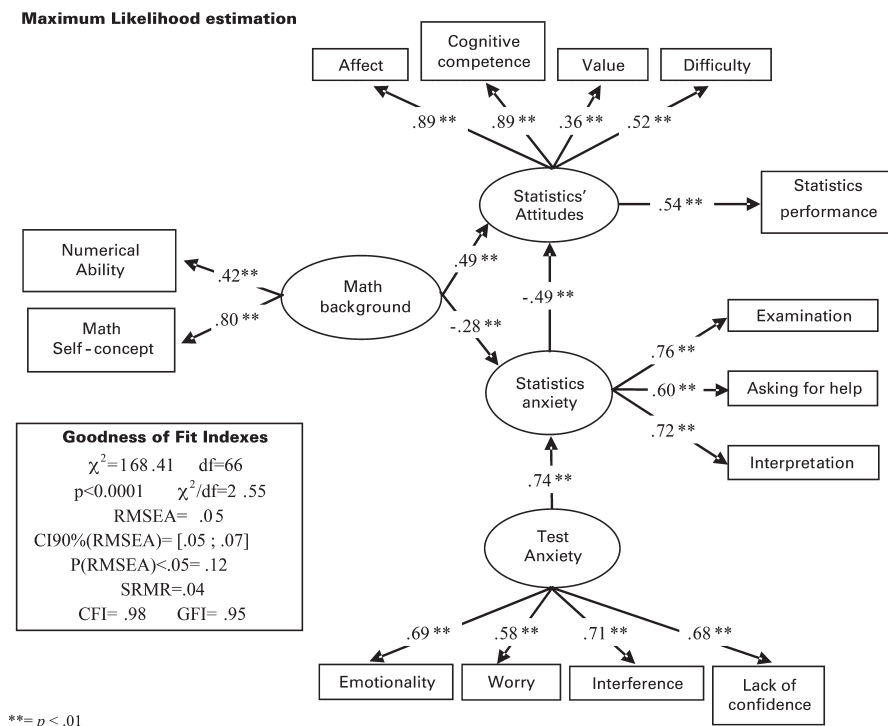 Maximum Likelihood estimation
Affect
Cognitive
competence
Value
Difficulty
.89 **
.89 **
.36 **
.52 **
Statistics’
Attitudes
.54 **
Statistics
performance
Numerical
Ability
.42**
.80 **
Math
Self-concept
Math
background
.49 **
-.28 **
-.49 **
Statistics
anxiety
.76 **
.60 **
.72 **
Examination
Asking for help
Interpretation
.74 **
Test
Anxiety
.69 **
.58 **
.71 **
.68 **
Emotionality
Worry
Interference
Lack of
confidence
Goodness of Fit Indexes
χ²=168.41 df=66
p<0.0001 χ²/df=2 .55
RMSEA= .05
CI90%(RMSEA)= [.05 ; .07]
P(RMSEA)<.05= .12
SRMR=.04
CFI= .98 GFI= .95
**= p < .01